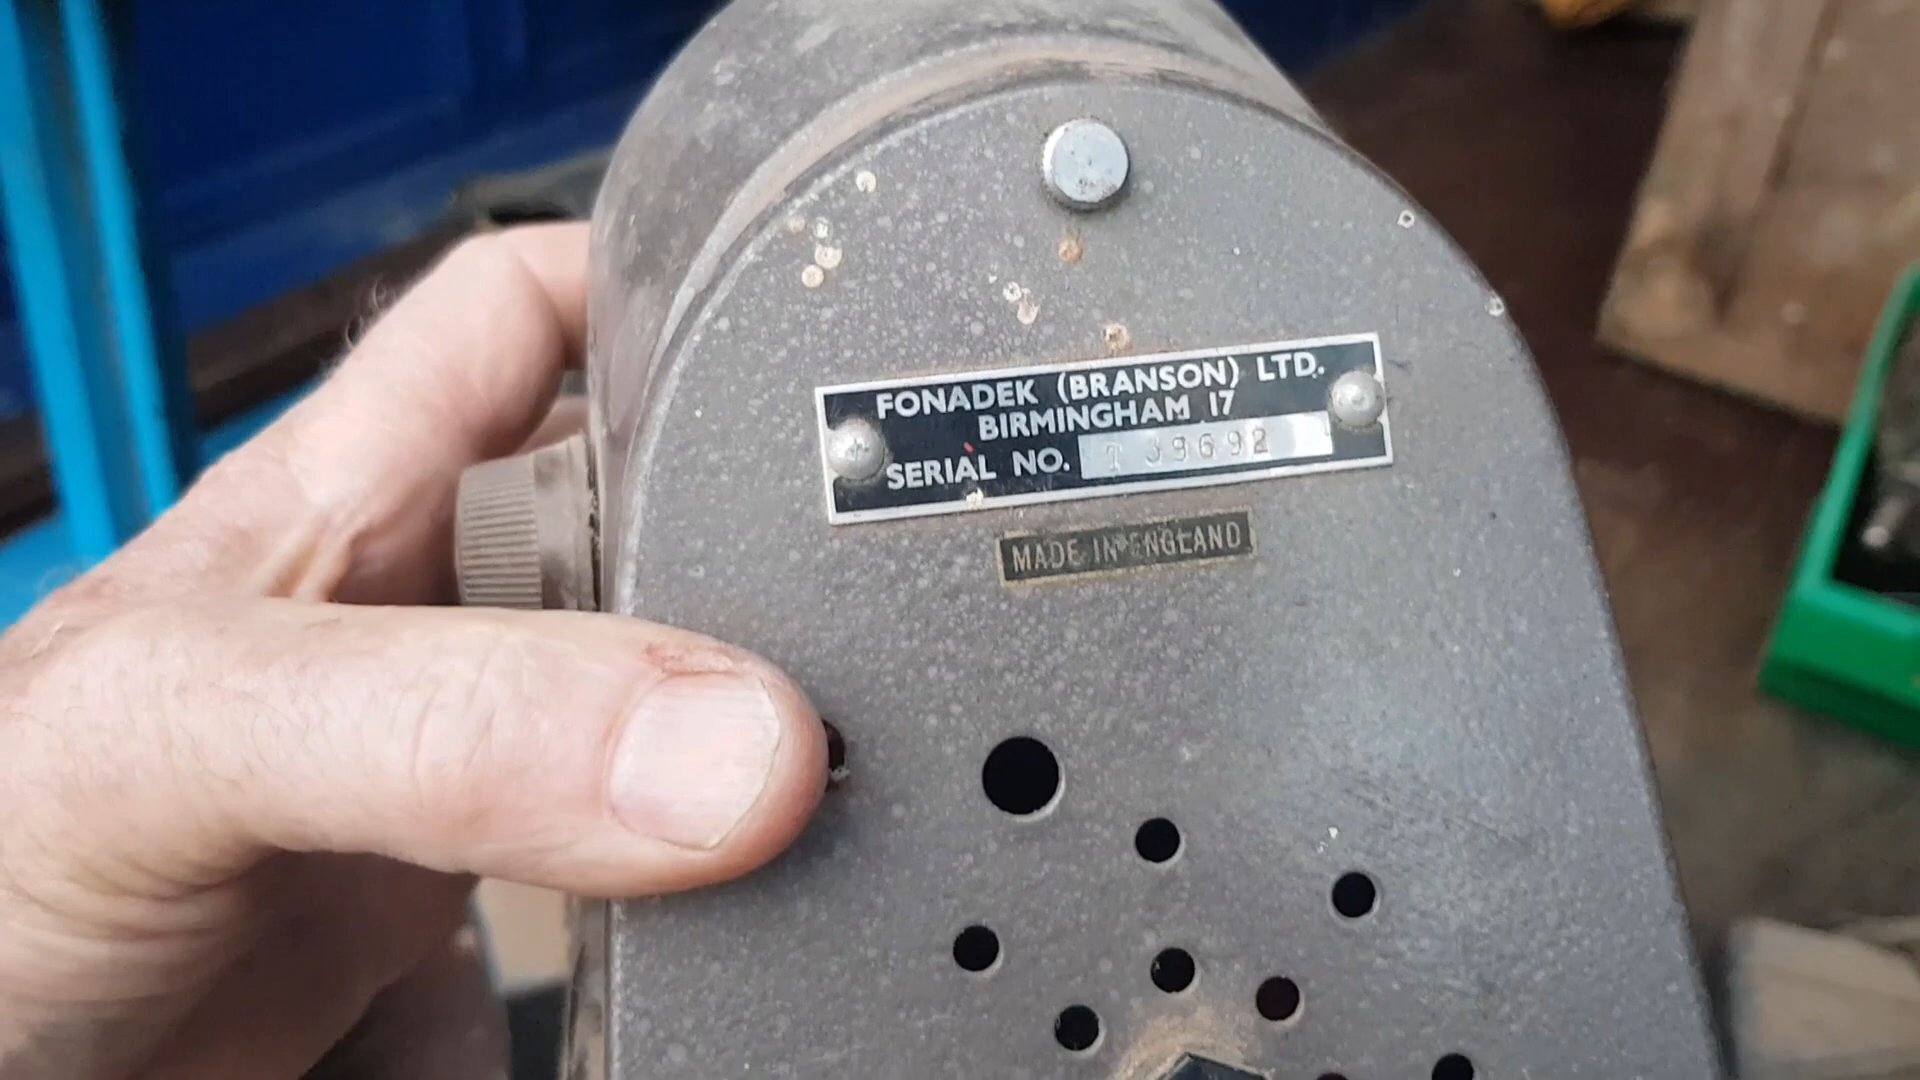 FONADEK (BRANSON) LTD.
BIRMINGHAM 17
SERIAL NO. T 39692
MADE IN ENGLAND